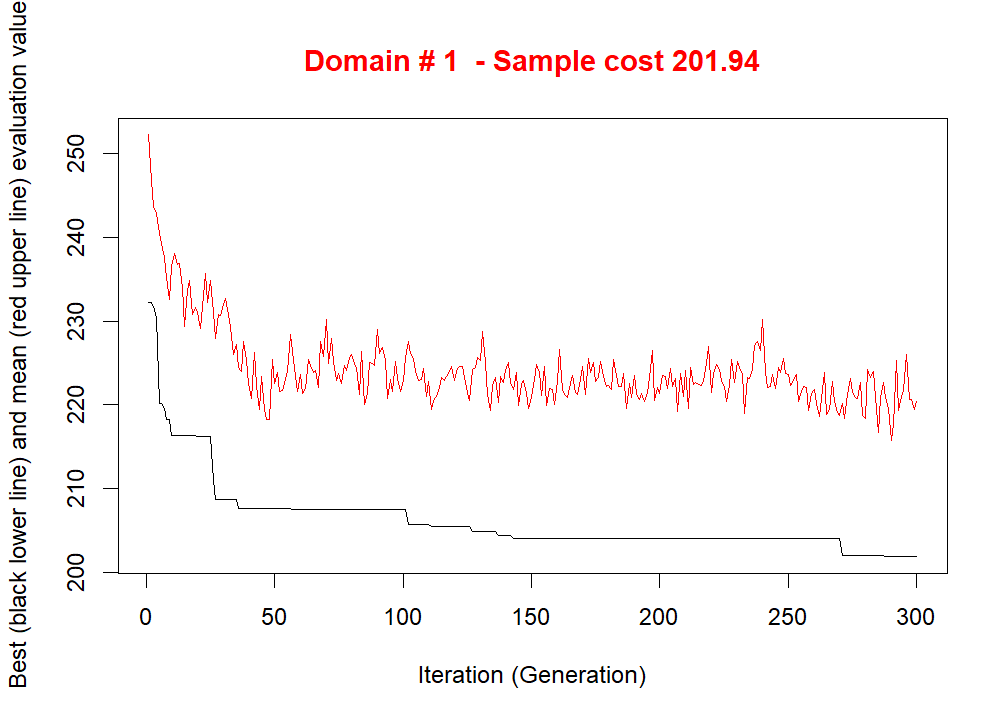 Domain # 1  - Sample cost 201.94
Best (black lower line) and mean (red upper line) evaluation value
250
240
230
220
210
200
0 50 100 150 200 250 300
Iteration (Generation)